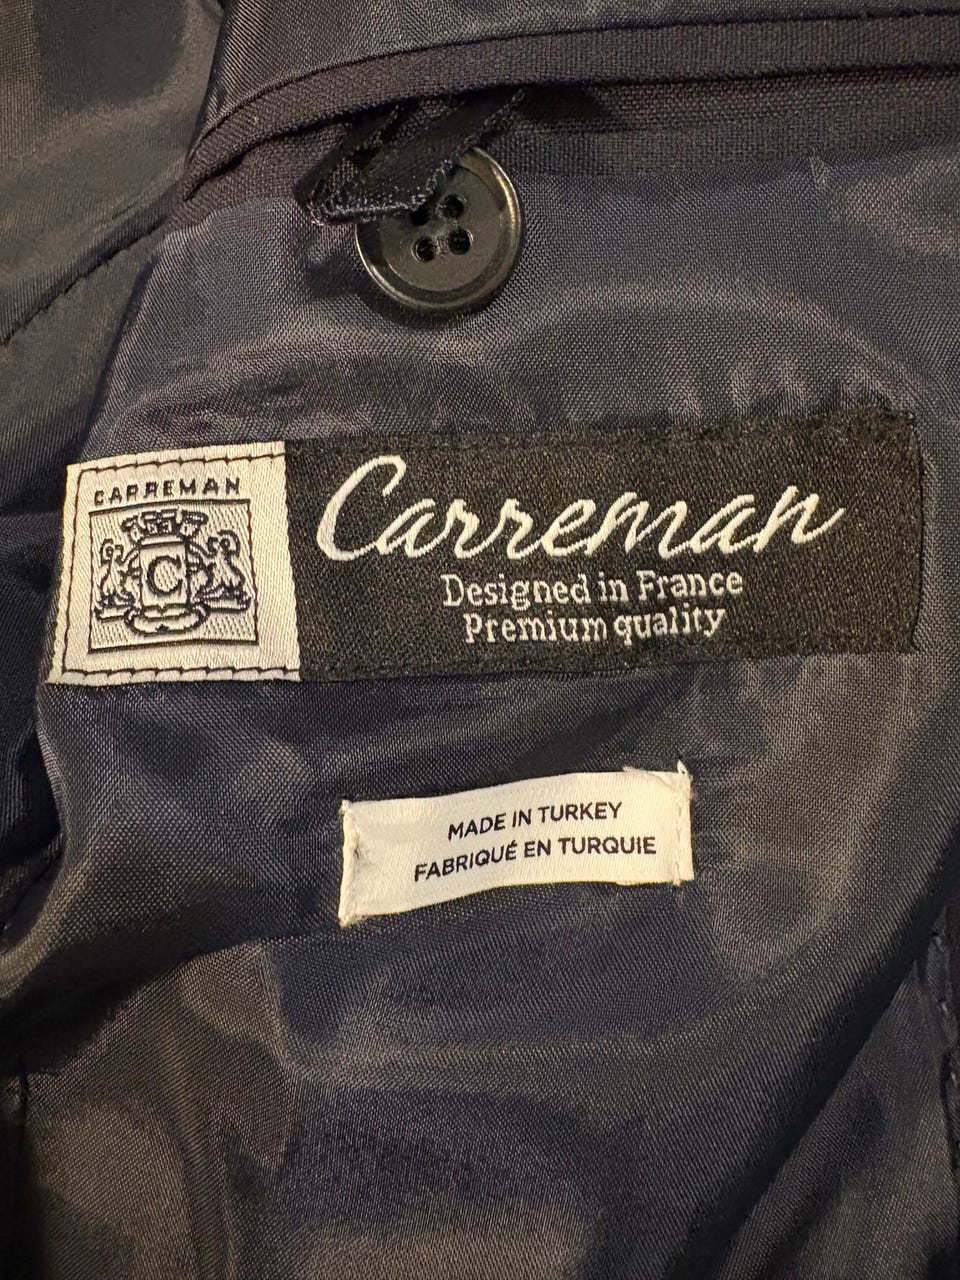 CARREMAN
C
Carreman
Designed in France
Premium quality
MADE IN TURKEY
FABRIQUÉ EN TURQUIE